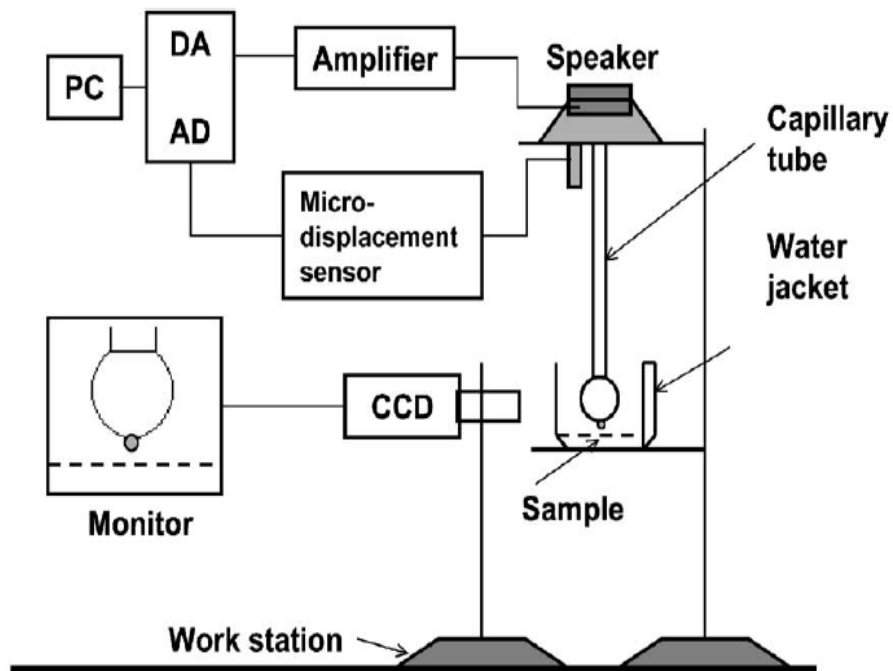 DA
Amplifier
Speaker
PC
AD
Capillary
tube
Micro-
displacement
sensor
Water
jacket
CCD
Sample
Monitor
Work station